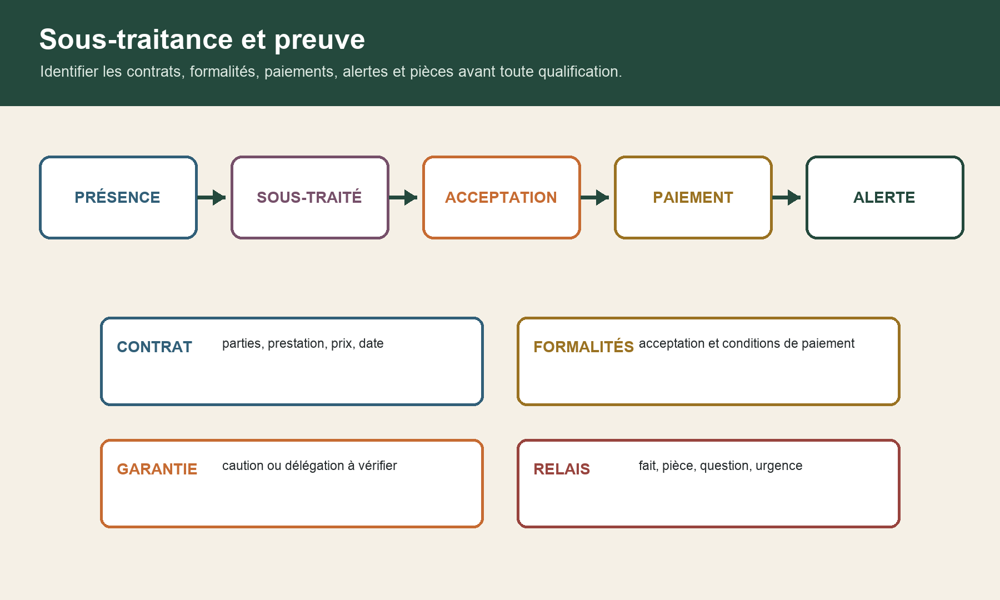 Sous-traitance et preuve
Identifier les contrats, formalités, paiements, alertes et pièces avant toute qualification.
PRÉSENCE
SOUS-TRAITÉ
ACCEPTATION
PAIEMENT
ALERTE
CONTRAT parties, prestation, prix, date
FORMALITÉS acceptation et conditions de paiement
GARANTIE caution ou délégation à vérifier
RELAIS fait, pièce, question, urgence